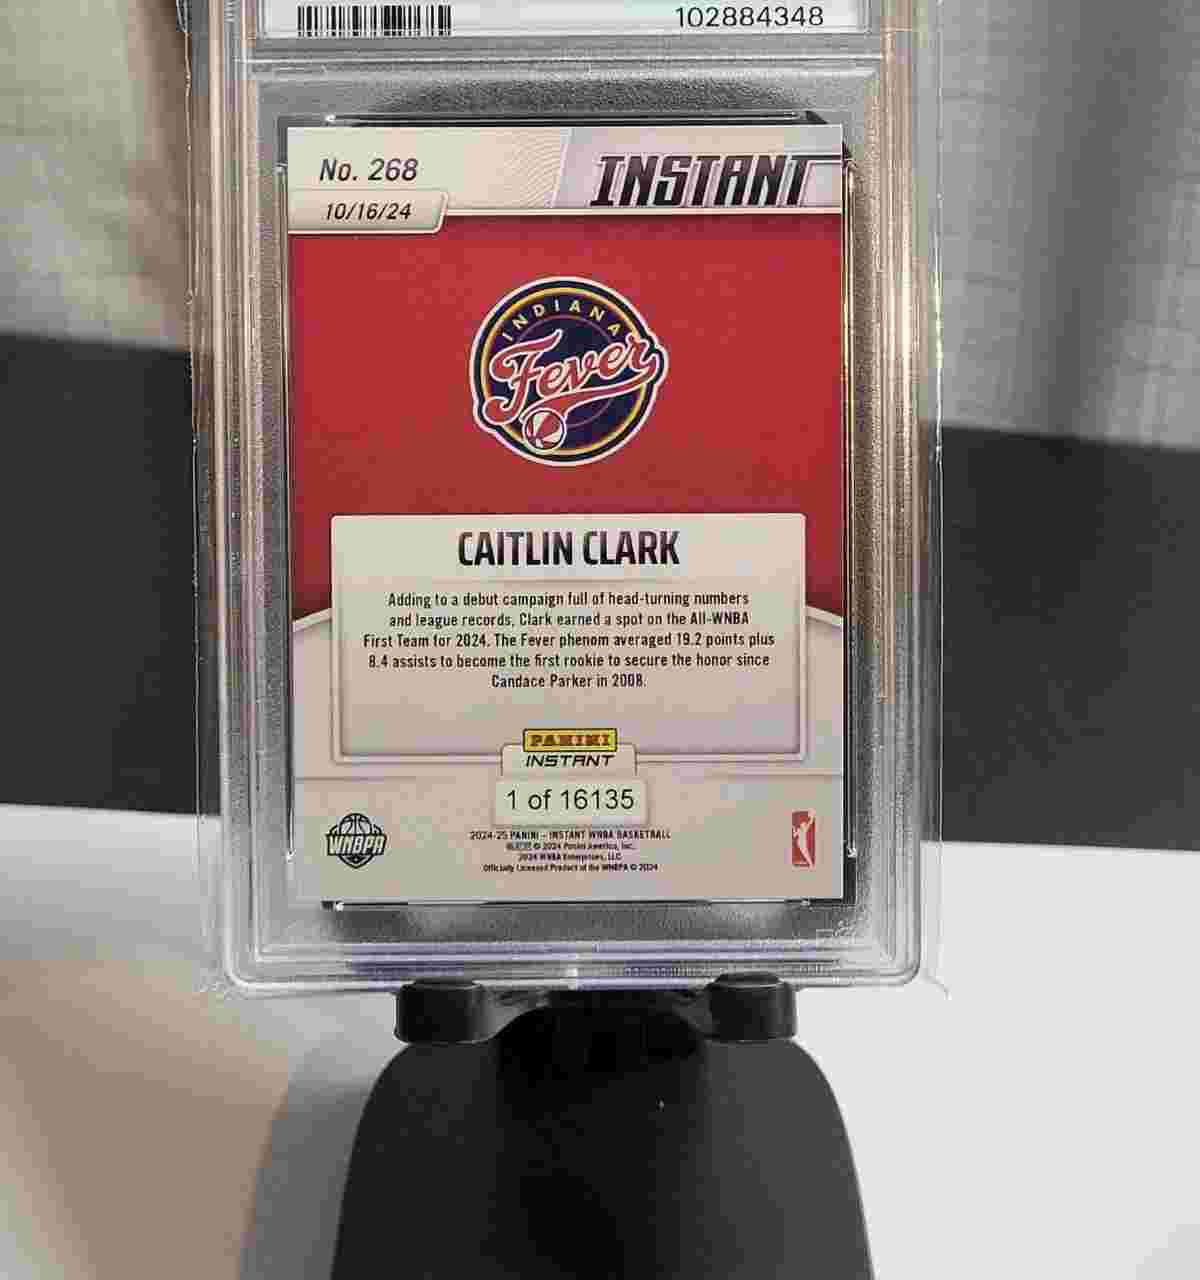 102884348
No. 268
INSTANT
10/16/24
INDIANA
Fever
CAITLIN CLARK
Adding to a debut campaign full of head-turning numbers
and league records, Clark earned a spot on the All-WNBA
First Team for 2024. The Fever phenom averaged 19.2 points plus
8.4 assists to become the first rookie to secure the honor since
Candace Parker in 2008.
PANINI
INSTANT
1 of 16135
WNBPA
2024-25 PANINI – INSTANT WNBA BASKETBALL
© 2024 Panini America, Inc.
2024 WNBA Enterprises, LLC
Officially Licensed Product of the WNBPA © 2024